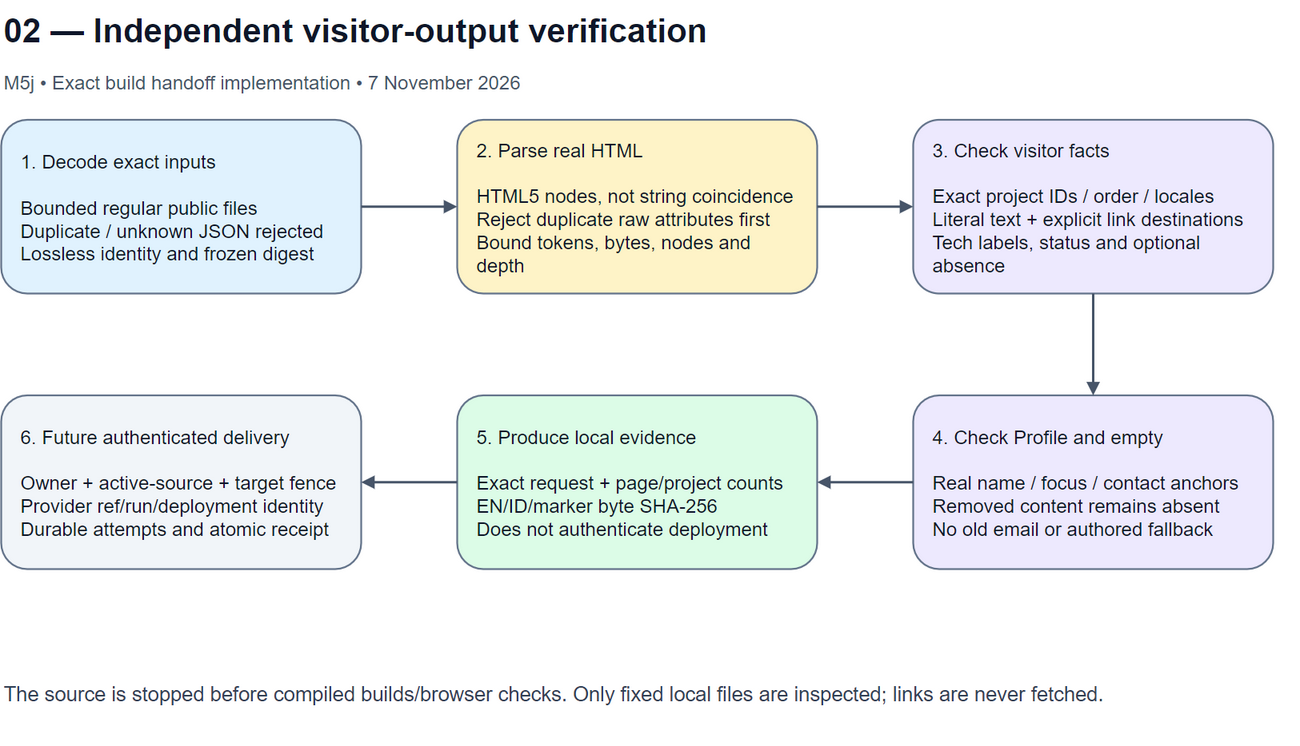 02 — Independent visitor-output verification
M5j • Exact build handoff implementation • 7 November 2026
1. Decode exact inputs
Bounded regular public files
Duplicate / unknown JSON rejected
Lossless identity and frozen digest
2. Parse real HTML
HTML5 nodes, not string coincidence
Reject duplicate raw attributes first
Bound tokens, bytes, nodes and
depth
3. Check visitor facts
Exact project IDs / order / locales
Literal text + explicit link destinations
Tech labels, status and optional
absence
4. Check Profile and empty
Real name / focus / contact anchors
Removed content remains absent
No old email or authored fallback
5. Produce local evidence
Exact request + page/project counts
EN/ID/marker byte SHA-256
Does not authenticate deployment
6. Future authenticated delivery
Owner + active-source + target fence
Provider ref/run/deployment identity
Durable attempts and atomic receipt
The source is stopped before compiled builds/browser checks. Only fixed local files are inspected; links are never fetched.